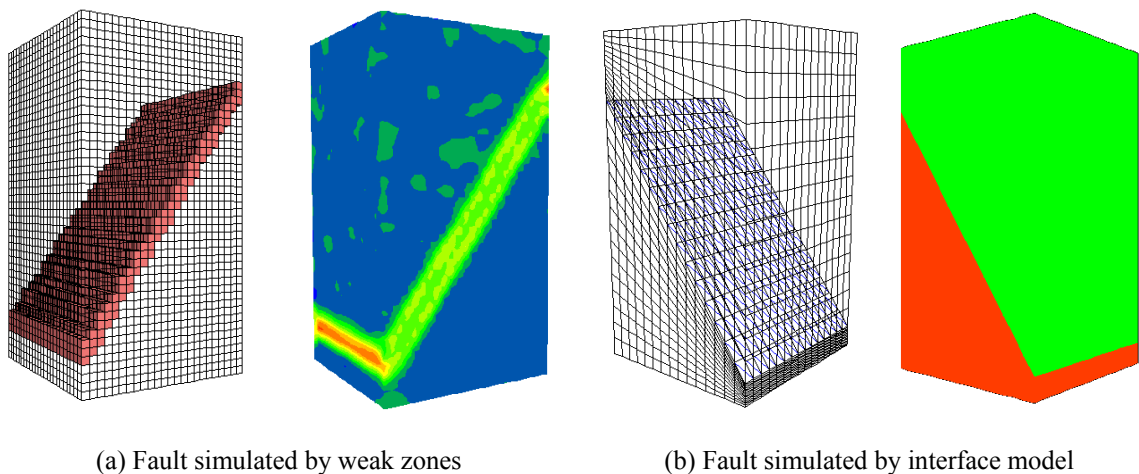 (a) Fault simulated by weak zones
(b) Fault simulated by interface model